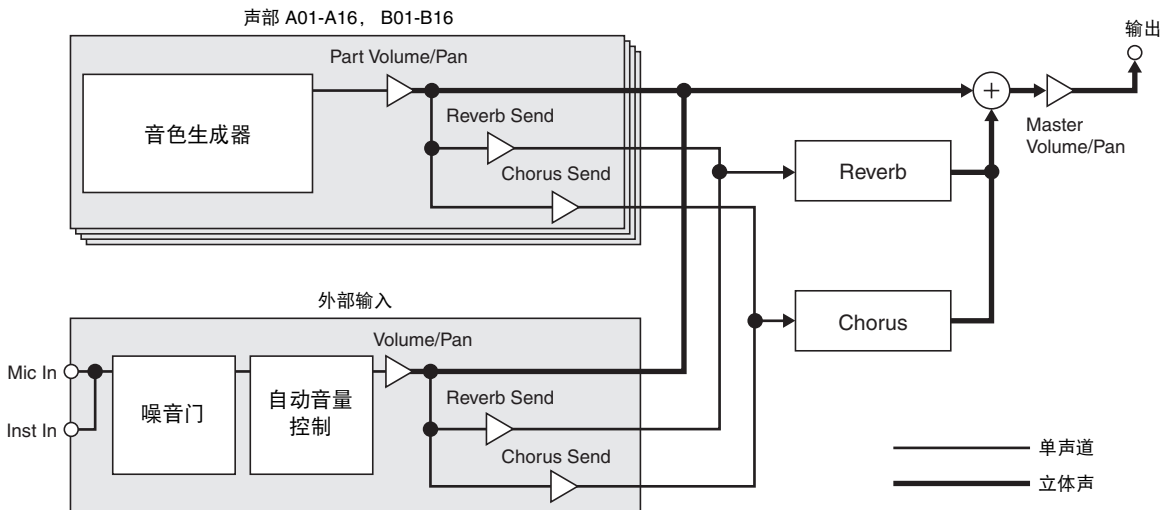 声部 A01-A16， B01-B16
输出
Part Volume/Pan
音色生成器
Reverb Send
Chorus Send
+
Master
Volume/Pan
Reverb
外部输入
Chorus
Volume/Pan
Mic In
Inst In
噪音门
自动音量
控制
Reverb Send
Chorus Send
单声道
立体声